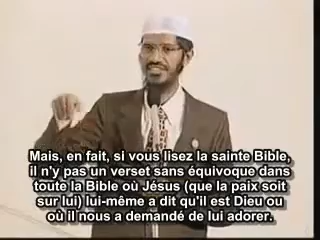 Mais, en fait, si vous lisez la sainte Bible,
il n'y pas un verset sans équivoque dans
toute la Bible où Jésus (que la paix soit
sur lui) lui-même a dit qu'il est Dieu ou
où il nous a demandé de lui adorer.